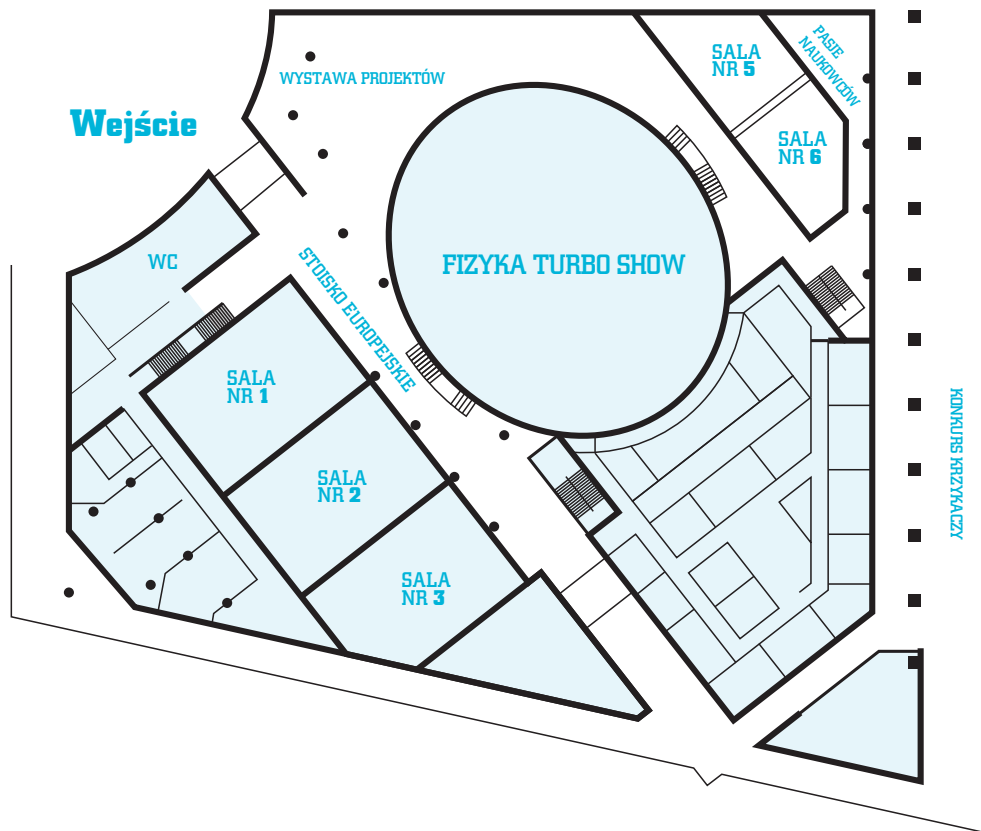 WYSTAWA PROJEKTÓW
SALA
NR 5
PASJE
NAUKOWCÓW
Wejście
SALA
NR 6
WC
STOISKO EUROPEJSKIE
FIZYKA TURBO SHOW
SALA
NR 1
SALA
NR 2
SALA
NR 3
KONKURS KRZYKACZY